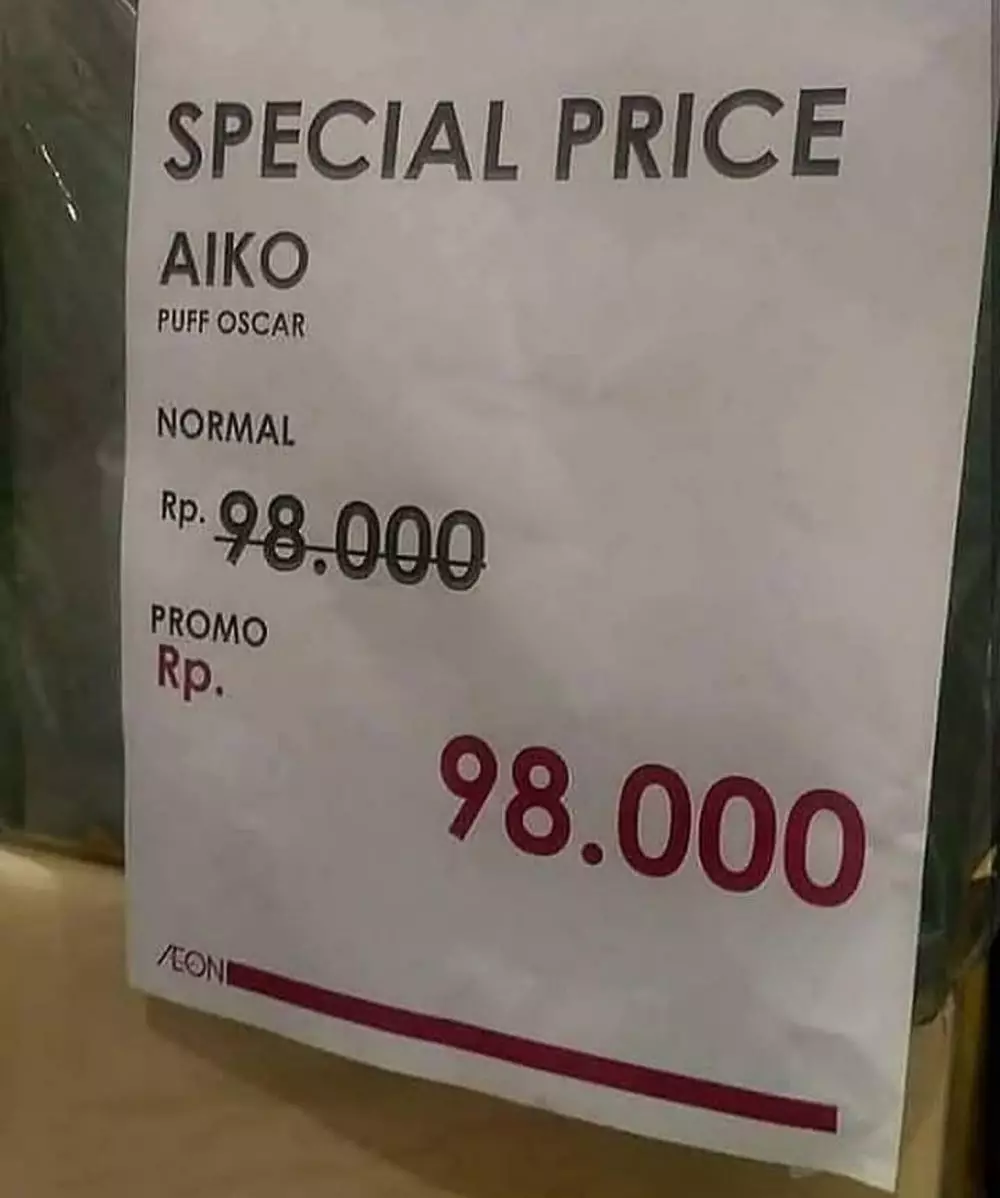 SPECIAL PRICE
AIKO
PUFF OSCAR
NORMAL
Rp. 98.000
PROMO
Rp.
98.000
ÆON